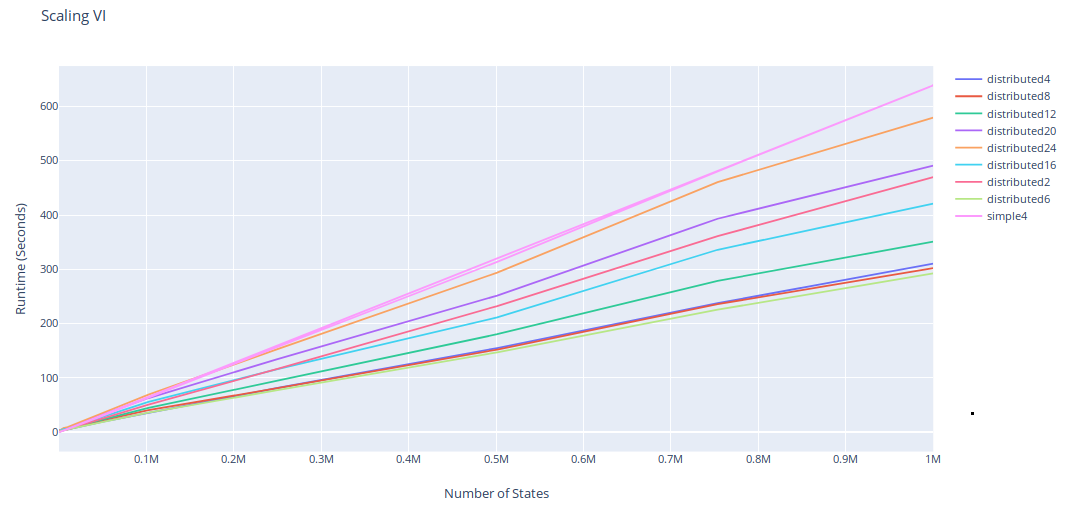 Scaling VI
distributed4
distributed8
distributed12
distributed20
distributed24
distributed16
distributed2
distributed6
simple4
Runtime (Seconds)
600
500
400
300
200
100
0
0.1M
0.2M
0.3M
0.4M
0.5M
0.6M
0.7M
0.8M
0.9M
1M
Number of States